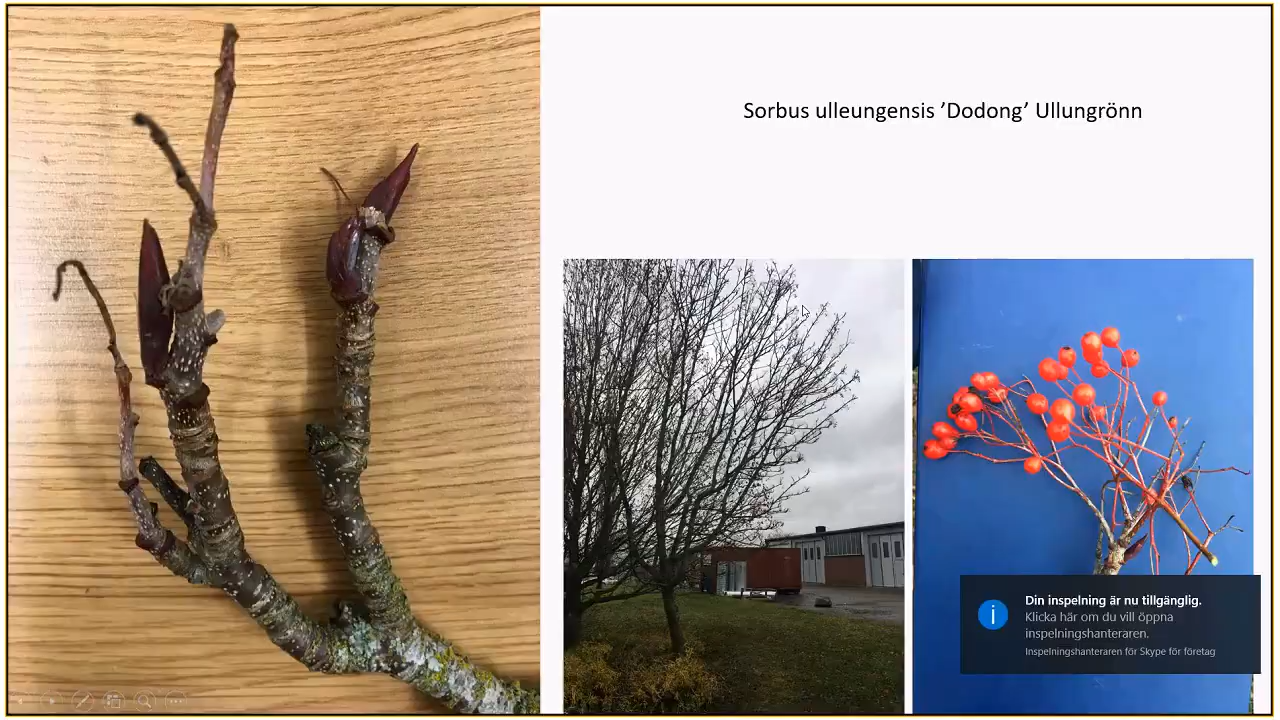 Sorbus ulleungensis ’Dodong’ Ullungrönn
Din inspelning är nu tillgänglig.
Klicka här om du vill öppna
inspelningshanteraren.
Inspelningshanteraren för Skype för företag